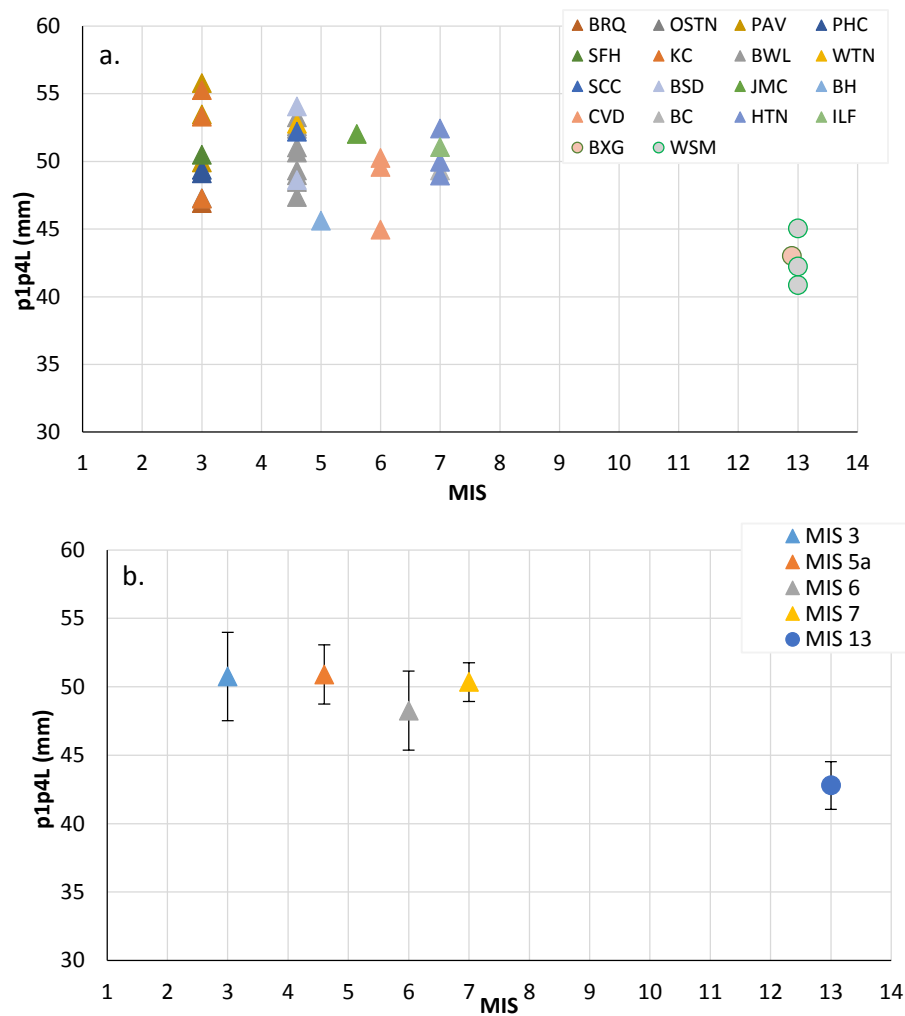 a.
BRQ OSTN PAV PHC
SFH KC BWL WTN
SCC BSD JMC BH
CVD BC HTN ILF
BXG WSM
60
55
50
45
40
35
30
p1p4L (mm)
1 2 3 4 5 6 7 8 9 10 11 12 13 14
MIS
b.
MIS 3
MIS 5a
MIS 6
MIS 7
MIS 13
60
55
50
45
40
35
30
p1p4L (mm)
1 2 3 4 5 6 7 8 9 10 11 12 13 14
MIS